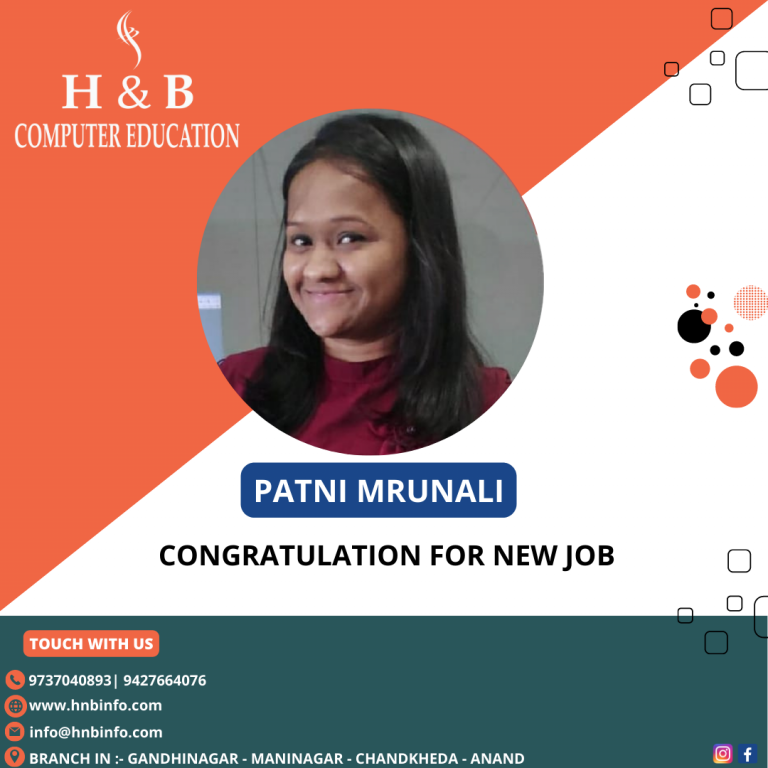 H & B
COMPUTER EDUCATION
PATNI MRUNALI
CONGRATULATION FOR NEW JOB
TOUCH WITH US
9737040893| 9427664076
www.hnbinfo.com
info@hnbinfo.com
BRANCH IN :- GANDHINAGAR - MANINAGAR - CHANDKHEDA - ANAND